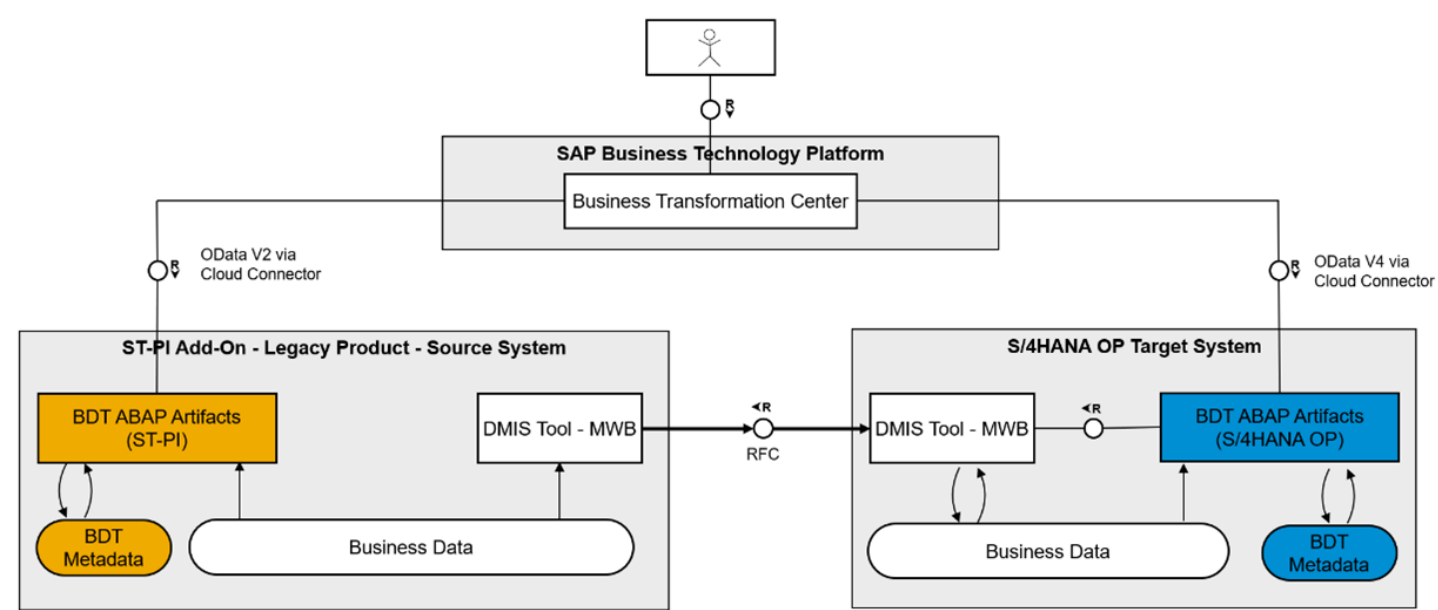 R
SAP Business Technology Platform
Business Transformation Center
R
OData V2 via
Cloud Connector
R
OData V4 via
Cloud Connector
ST-PI Add-On - Legacy Product - Source System
S/4HANA OP Target System
BDT ABAP Artifacts
(ST-PI)
DMIS Tool - MWB
R
RFC
DMIS Tool - MWB
R
BDT ABAP Artifacts
(S/4HANA OP)
BDT
Metadata
Business Data
Business Data
BDT
Metadata